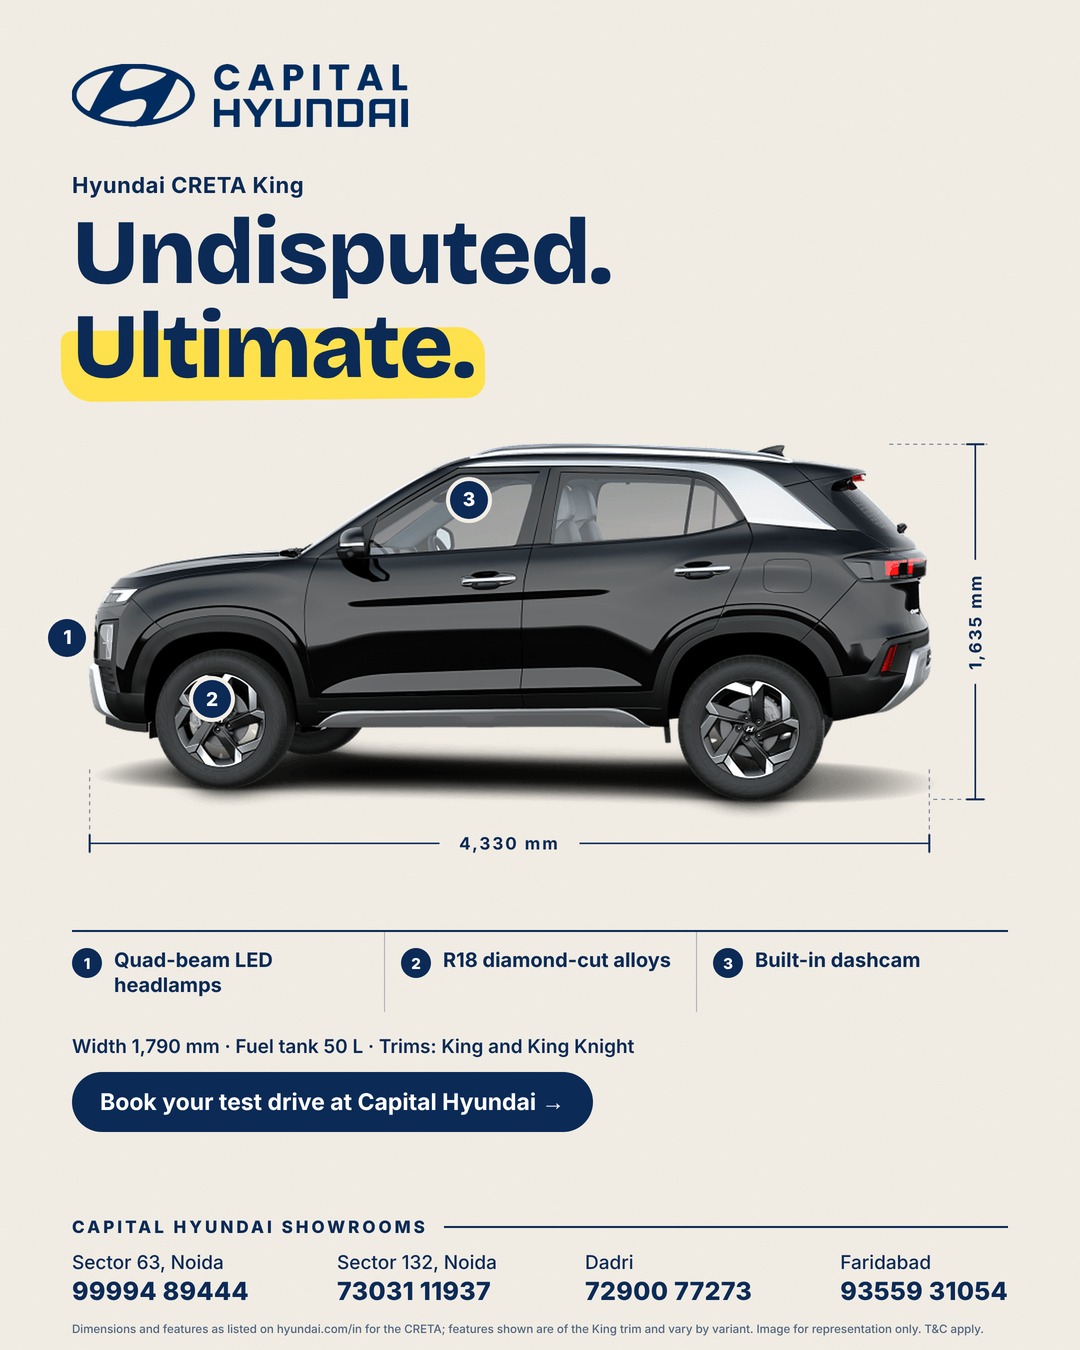 CAPITAL
HYUNDAI
Hyundai CRETA King
Undisputed.
Ultimate.
3
1
2
1,635 mm
4,330 mm
1 Quad-beam LED
headlamps
2 R18 diamond-cut alloys
3 Built-in dashcam
Width 1,790 mm · Fuel tank 50 L · Trims: King and King Knight
Book your test drive at Capital Hyundai →
CAPITAL HYUNDAI SHOWROOMS
Sector 63, Noida
99994 89444
Sector 132, Noida
73031 11937
Dadri
72900 77273
Faridabad
93559 31054
Dimensions and features as listed on hyundai.com/in for the CRETA; features shown are of the King trim and vary by variant. Image for representation only. T&C apply.